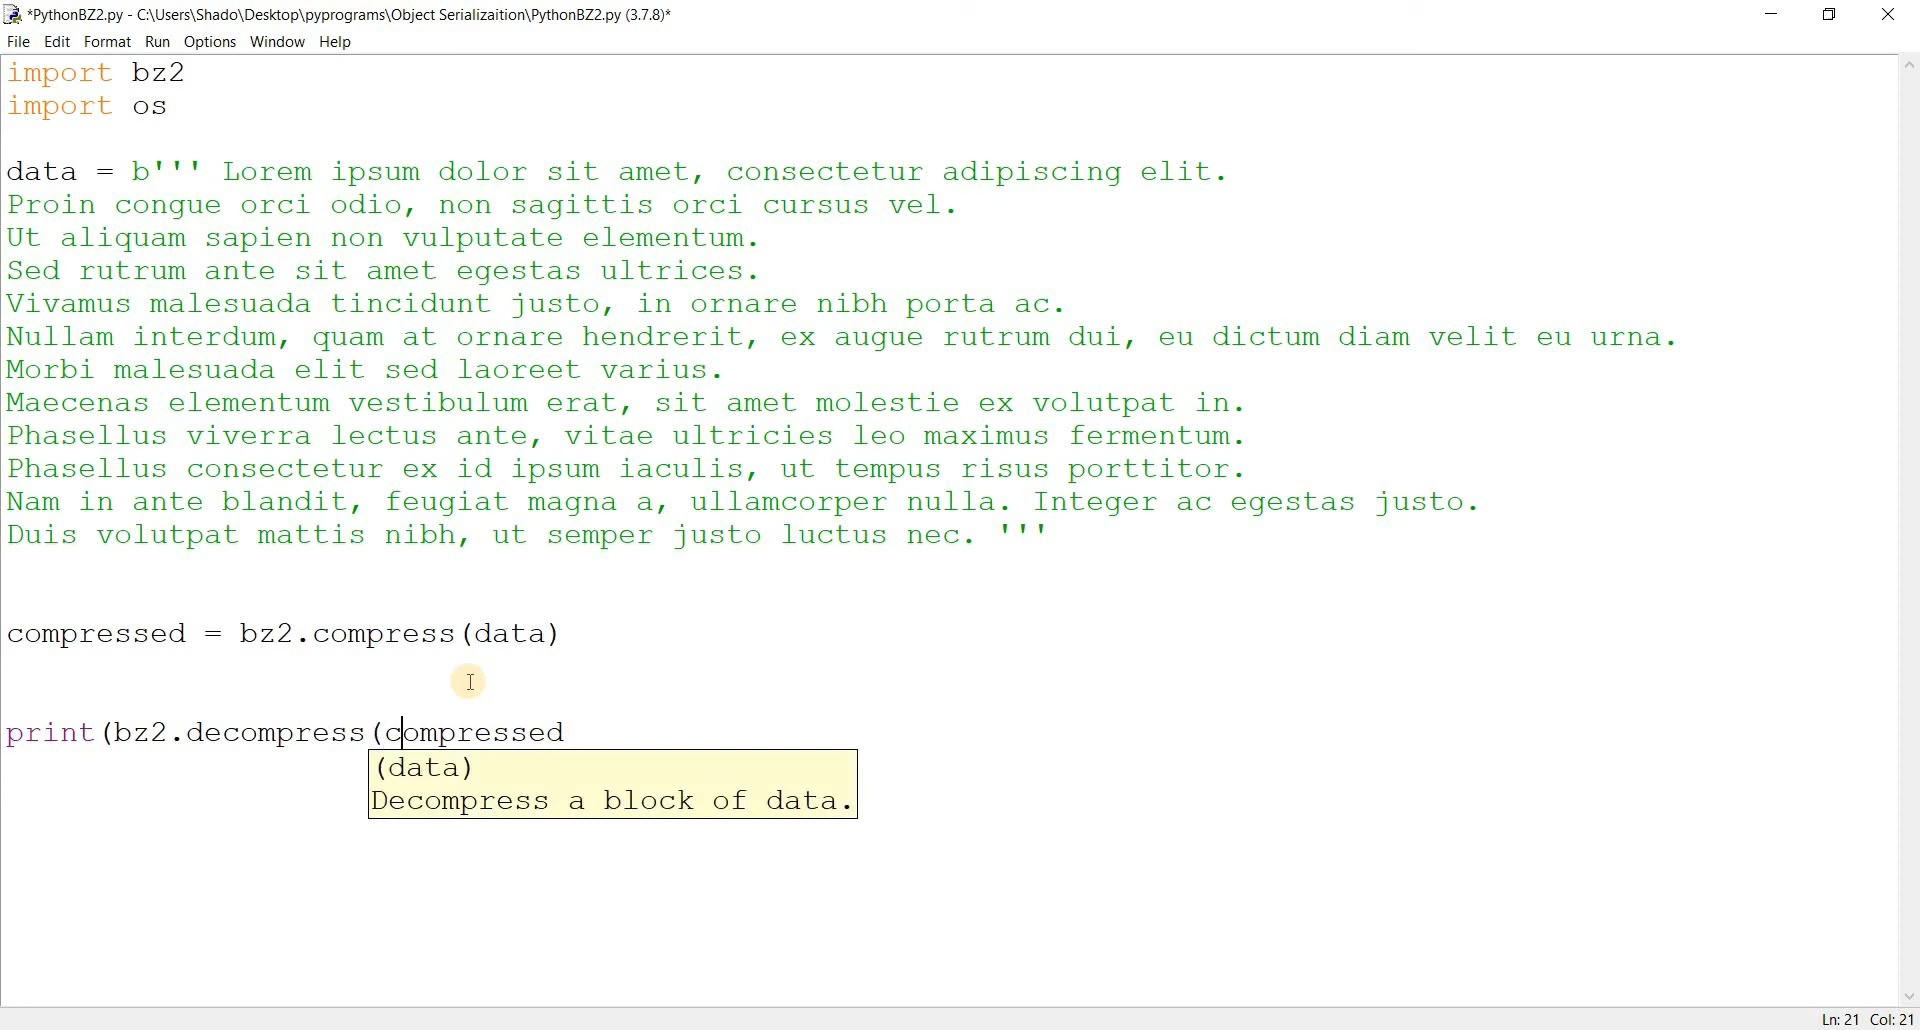 *PythonBZ2.py - C:\Users\Shado\Desktop\pyprograms\Object Serializaition\PythonBZ2.py (3.7.8)*
File Edit Format Run Options Window Help
import bz2
import os
data = b''' Lorem ipsum dolor sit amet, consectetur adipiscing elit.
Proin congue orci odio, non sagittis orci cursus vel.
Ut aliquam sapien non vulputate elementum.
Sed rutrum ante sit amet egestas ultrices.
Vivamus malesuada tincidunt justo, in ornare nibh porta ac.
Nullam interdum, quam at ornare hendrerit, ex augue rutrum dui, eu dictum diam velit eu urna.
Morbi malesuada elit sed laoreet varius.
Maecenas elementum vestibulum erat, sit amet molestie ex volutpat in.
Phasellus viverra lectus ante, vitae ultricies leo maximus fermentum.
Phasellus consectetur ex id ipsum iaculis, ut tempus risus porttitor.
Nam in ante blandit, feugiat magna a, ullamcorper nulla. Integer ac egestas justo.
Duis volutpat mattis nibh, ut semper justo luctus nec. '''
compressed = bz2.compress(data)
print(bz2.decompress(compressed
(data)
Decompress a block of data.
Ln: 21 Col: 21